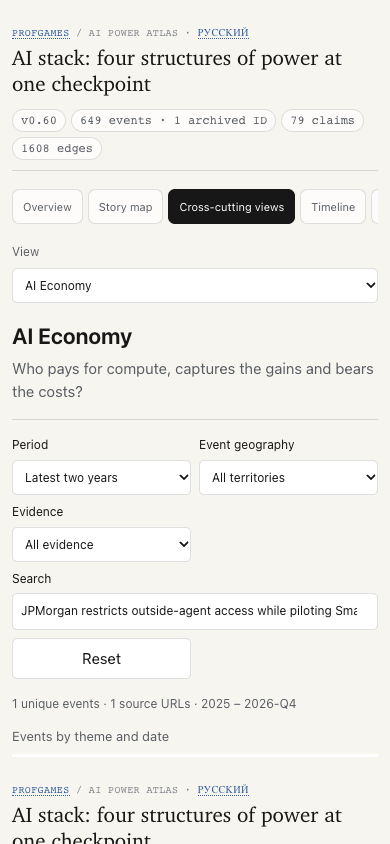 PROFGAMES / AI POWER ATLAS · РУССКИЙ
AI stack: four structures of power at
one checkpoint
v0.60
649 events · 1 archived ID
79 claims
1608 edges
Overview
Story map
Cross-cutting views
Timeline
View
AI Economy
AI Economy
Who pays for compute, captures the gains and bears
the costs?
Period
Event geography
Latest two years
All territories
Evidence
All evidence
Search
JPMorgan restricts outside-agent access while piloting Sma
Reset
1 unique events · 1 source URLs · 2025 – 2026-Q4
Events by theme and date
PROFGAMES / AI POWER ATLAS · РУССКИЙ
AI stack: four structures of power at
one checkpoint